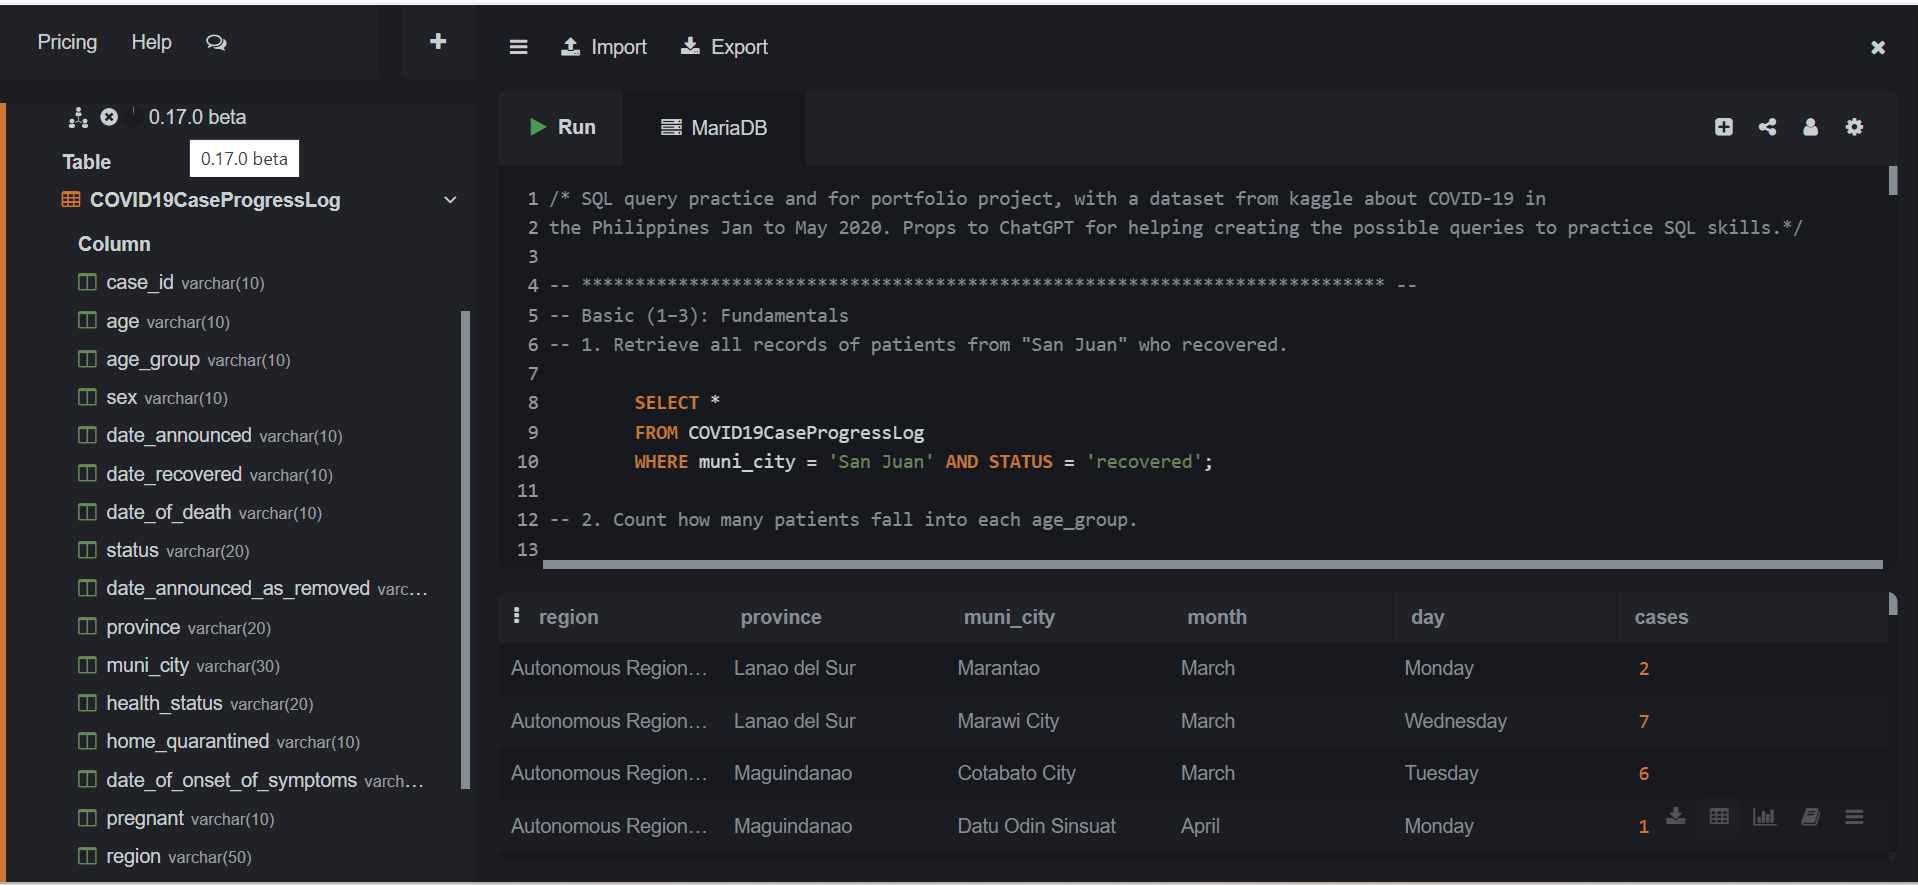 Pricing Help
Import Export
0.17.0 beta
0.17.0 beta
Table
COVID19CaseProgressLog
Column
case_id varchar(10)
age varchar(10)
age_group varchar(10)
sex varchar(10)
date_announced varchar(10)
date_recovered varchar(10)
date_of_death varchar(10)
status varchar(20)
date_announced_as_removed varc...
province varchar(20)
muni_city varchar(30)
health_status varchar(20)
home_quarantined varchar(10)
date_of_onset_of_symptoms varch...
pregnant varchar(10)
region varchar(50)
Run MariaDB
1 /* SQL query practice and for portfolio project, with a dataset from kaggle about COVID-19 in
2 the Philippines Jan to May 2020. Props to ChatGPT for helping creating the possible queries to practice SQL skills.*/
3
4 -- *************************************************************************** --
5 -- Basic (1–3): Fundamentals
6 -- 1. Retrieve all records of patients from "San Juan" who recovered.
7
8 SELECT *
9 FROM COVID19CaseProgressLog
10 WHERE muni_city = 'San Juan' AND STATUS = 'recovered';
11
12 -- 2. Count how many patients fall into each age_group.
13
region province muni_city month day cases
Autonomous Region... Lanao del Sur Marantao March Monday 2
Autonomous Region... Lanao del Sur Marawi City March Wednesday 7
Autonomous Region... Maguindanao Cotabato City March Tuesday 6
Autonomous Region... Maguindanao Datu Odin Sinsuat April Monday 1